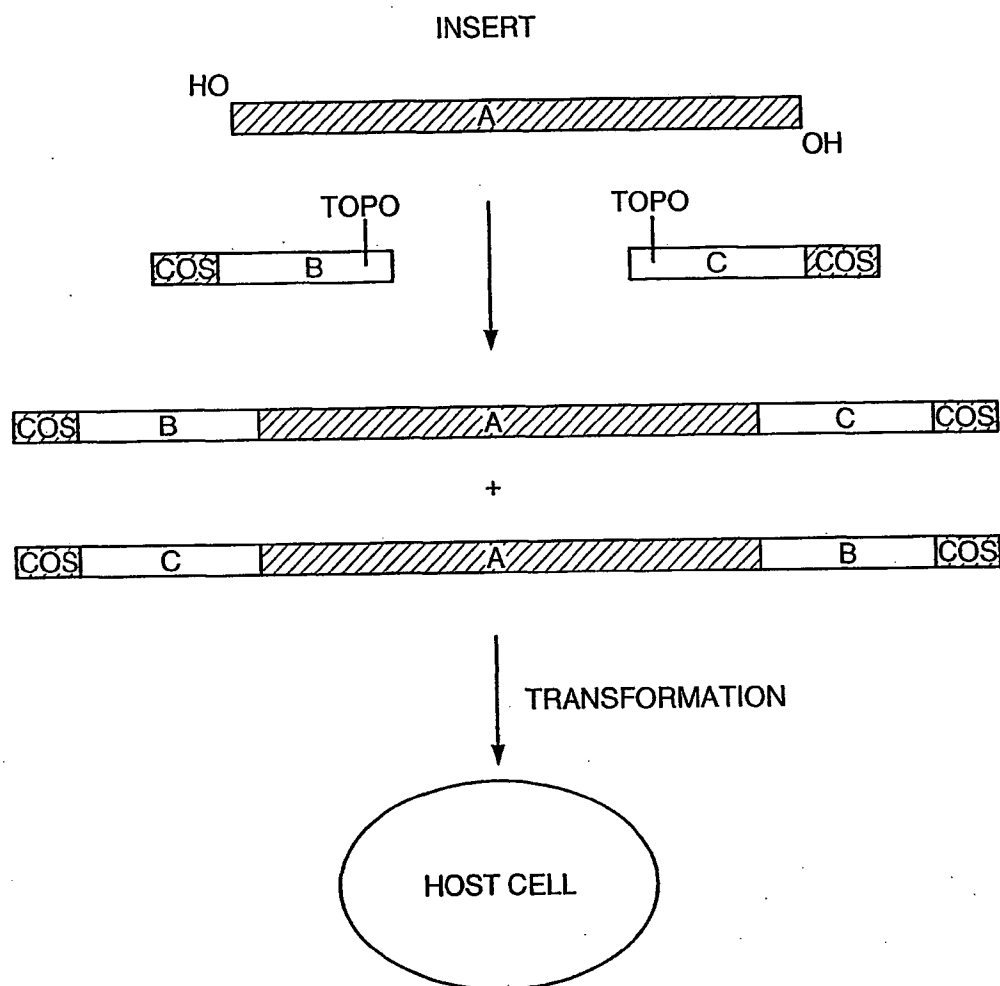 INSERT
HO
A
OH
TOPO TOPO
COS B C COS
COS B A C COS
+
COS C A B COS
TRANSFORMATION
HOST CELL